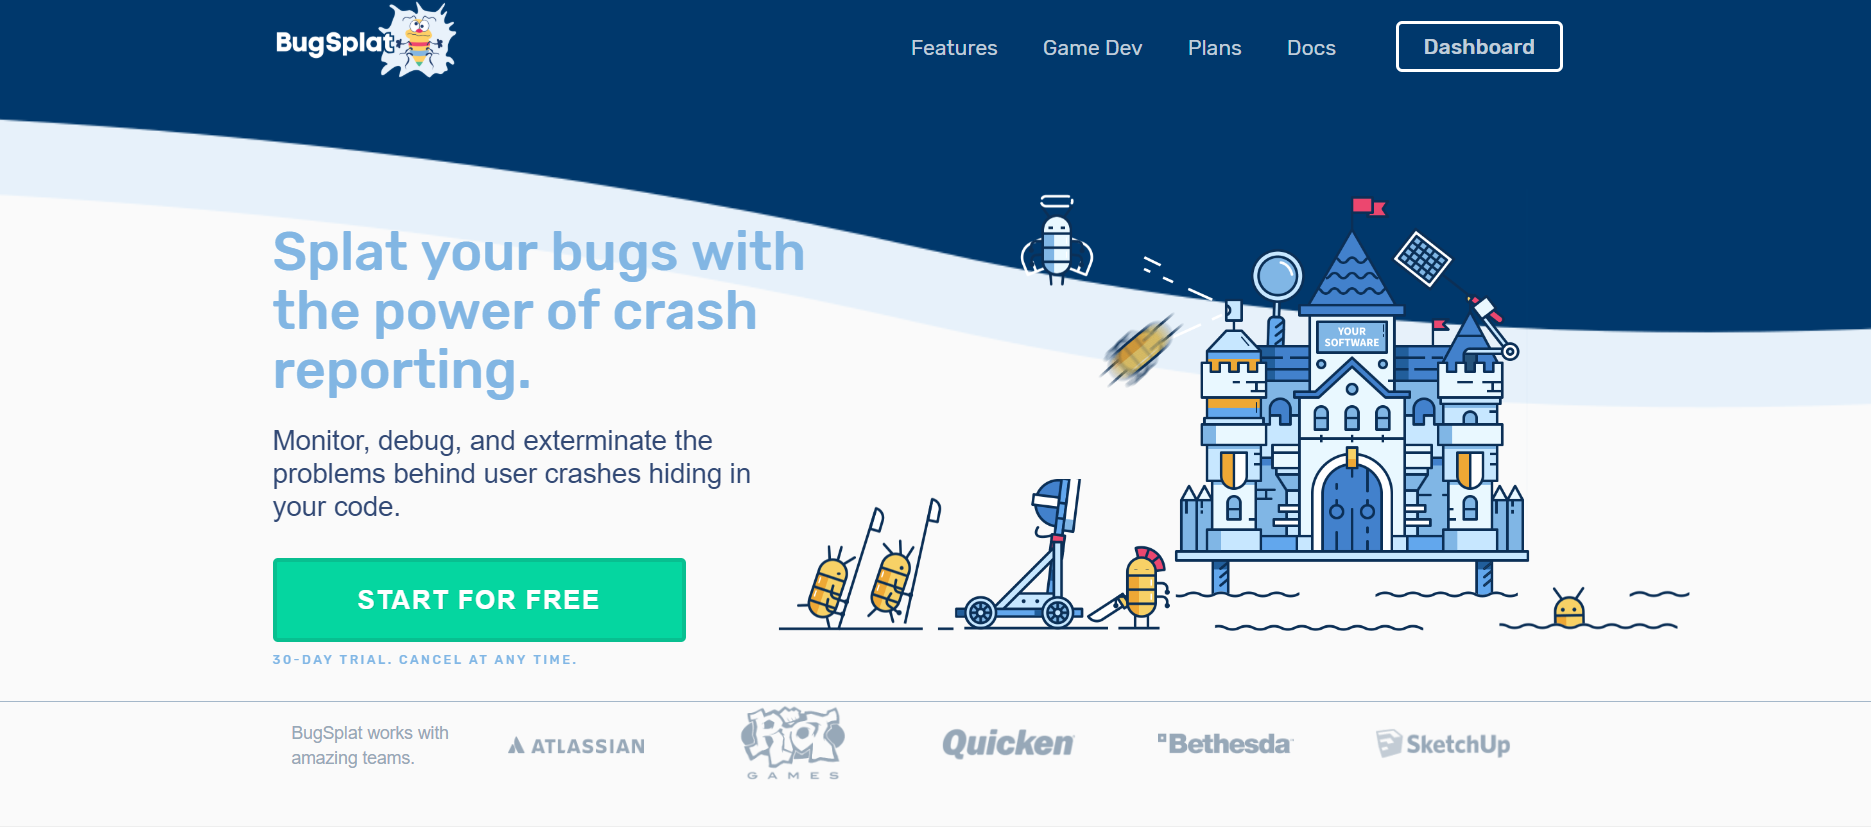 BugSplat
Features
Game Dev
Plans
Docs
Dashboard
Splat your bugs with
the power of crash
reporting.
Monitor, debug, and exterminate the
problems behind user crashes hiding in
your code.
START FOR FREE
30-DAY TRIAL. CANCEL AT ANY TIME.
YOUR
SOFTWARE
BugSplat works with
amazing teams.
ATLASSIAN
RIOT
GAMES
Quicken
Bethesda
SketchUp